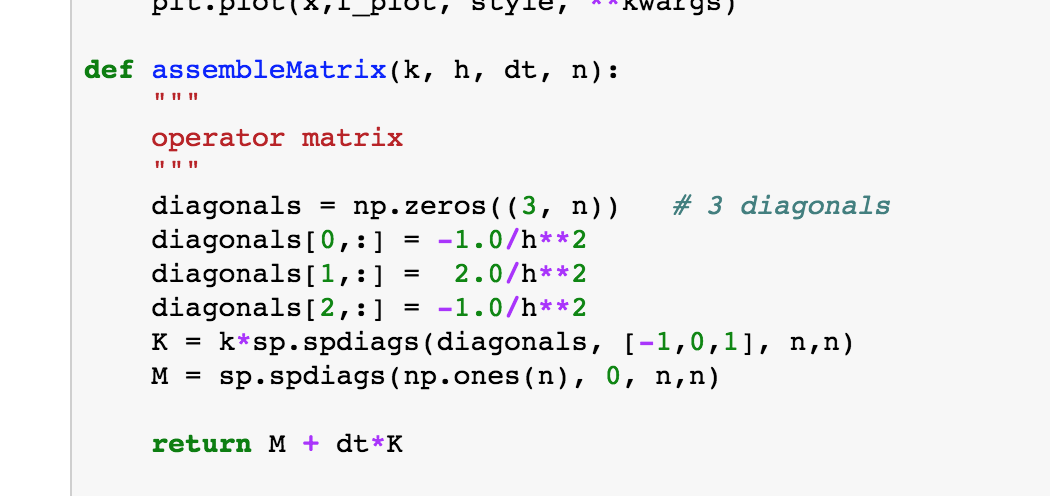 plt.plot(x,f_plot, style, **kwargs)
def assembleMatrix(k, h, dt, n):
"""
operator matrix
"""
diagonals = np.zeros((3, n))   # 3 diagonals
diagonals[0,:] = -1.0/h**2
diagonals[1,:] =  2.0/h**2
diagonals[2,:] = -1.0/h**2
K = k*sp.spdiags(diagonals, [-1,0,1], n,n)
M = sp.spdiags(np.ones(n), 0, n,n)
return M + dt*K